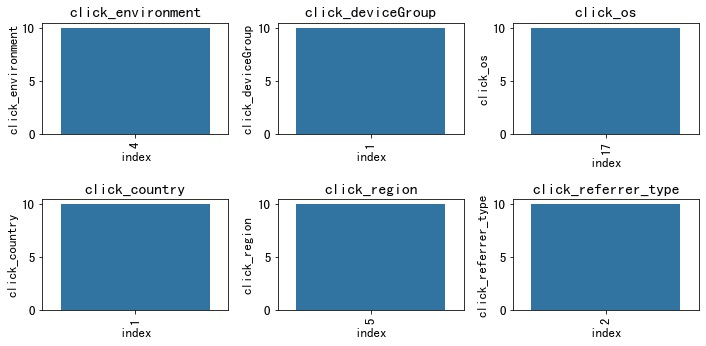 click_environment
click_environment
10
5
0
4
index
click_deviceGroup
click_deviceGroup
10
5
0
1
index
click_os
click_os
10
5
0
17
index
click_country
click_country
10
5
0
1
index
click_region
click_region
10
5
0
5
index
click_referrer_type
click_referrer_type
10
5
0
2
index